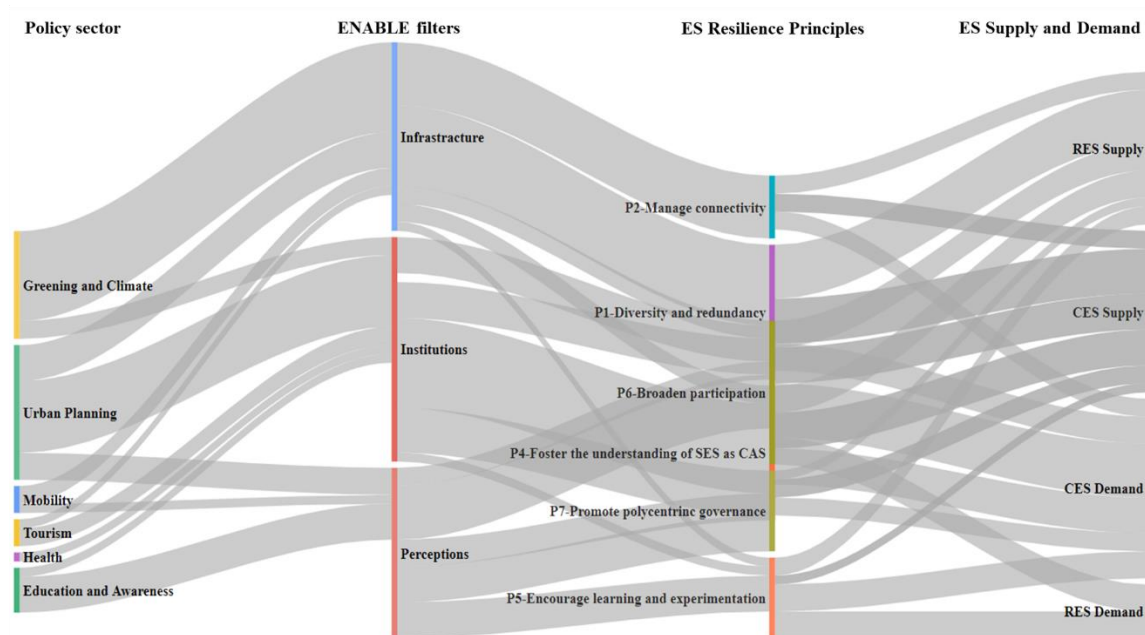 Policy sector
ENABLE filters
ES Resilience Principles
ES Supply and Demand
Infrastracture
RES Supply
P2-Manage connectivity
Greening and Climate
P1-Diversity and redundancy
CES Supply
Institutions
P6-Broaden participation
Urban Planning
P4-Foster the understanding of SES as CAS
CES Demand
Mobility
P7-Promote polycentrinc governance
Tourism
Perceptions
Health
Education and Awareness
P5-Encourage learning and experimentation
RES Demand